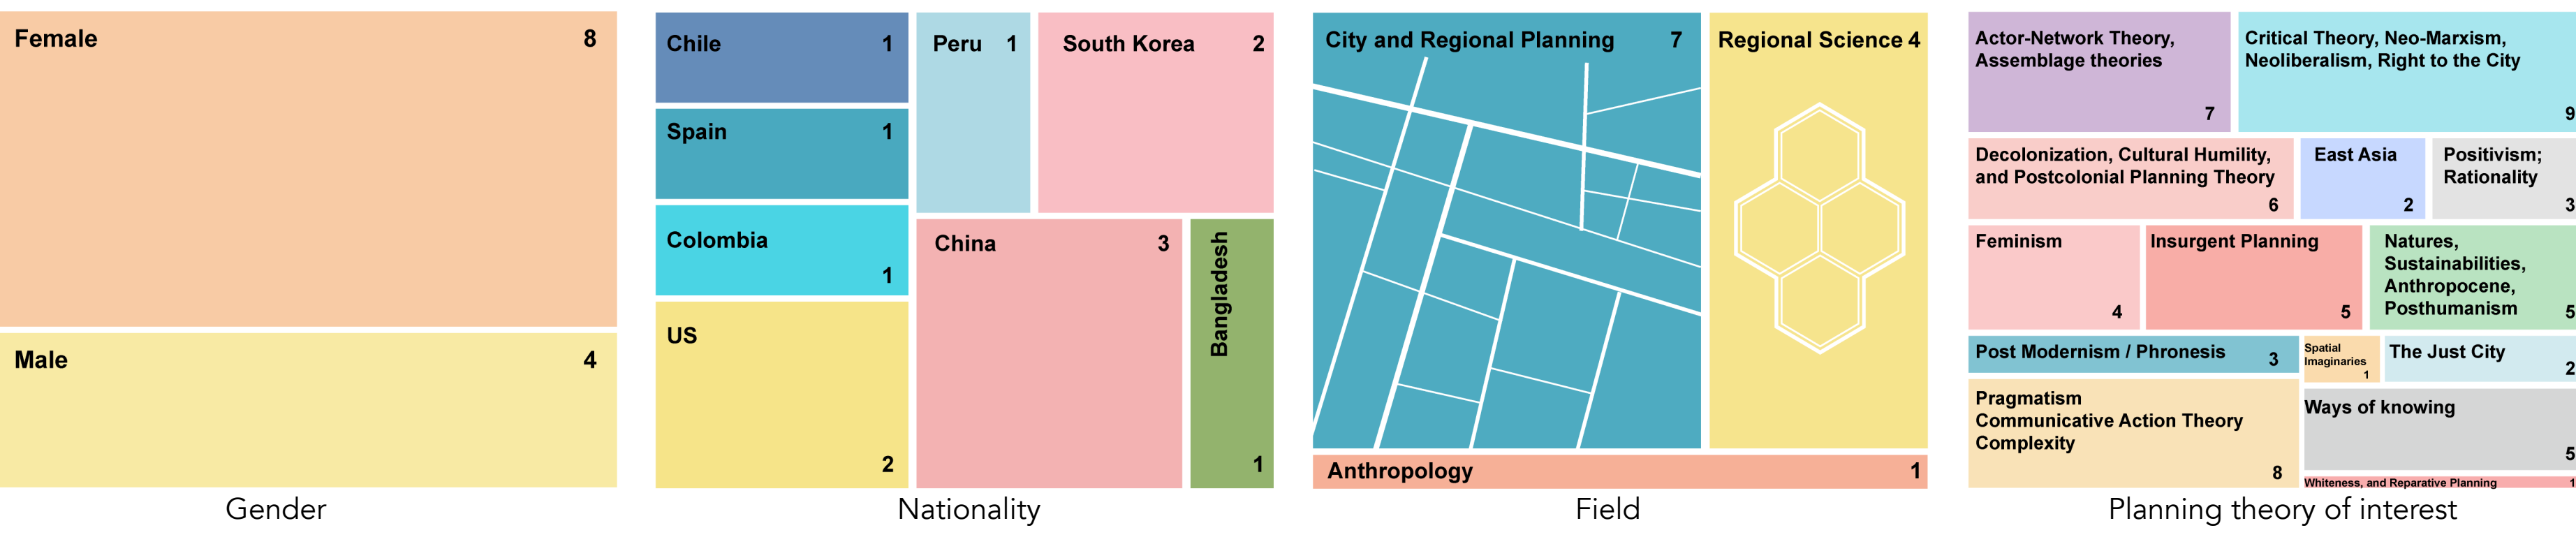 Female 8
Male 4
Gender
Chile 1
Spain 1
Colombia
1
US
2
Peru 1
South Korea 2
China 3
Bangladesh
1
Nationality
City and Regional Planning 7
Regional Science 4
Anthropology 1
Field
Actor-Network Theory,
Assemblage theories
7
Critical Theory, Neo-Marxism,
Neoliberalism, Right to the City
9
Decolonization, Cultural Humility,
and Postcolonial Planning Theory
6
East Asia
2
Positivism;
Rationality
3
Feminism
4
Insurgent Planning
5
Natures,
Sustainabilities,
Anthropocene,
Posthumanism
5
Post Modernism / Phronesis 3
Spatial
Imaginaries
1
The Just City
2
Pragmatism
Communicative Action Theory
Complexity
8
Ways of knowing
5
Whiteness, and Reparative Planning 1
Planning theory of interest